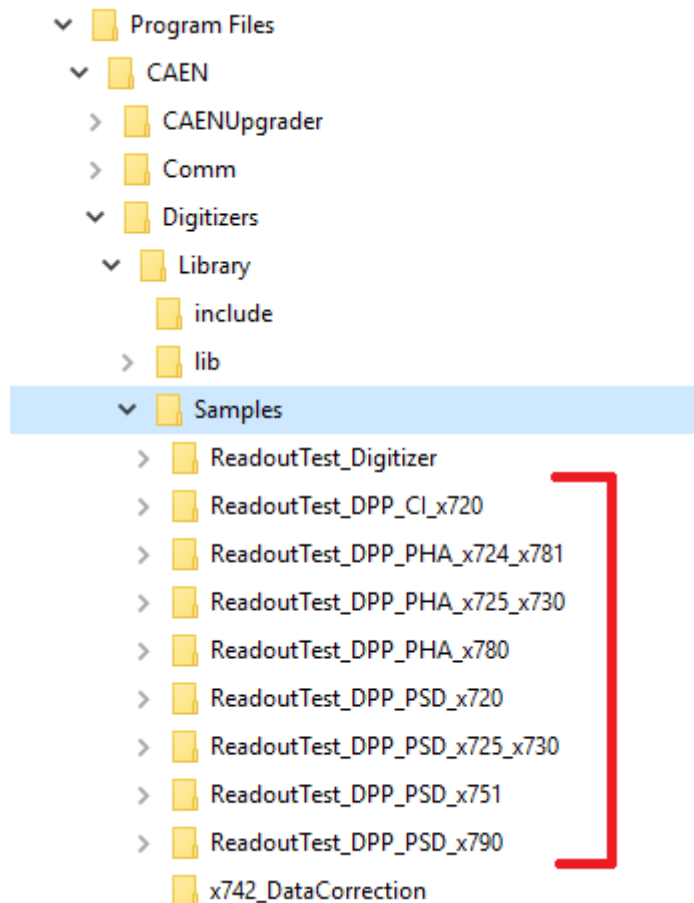 Program Files
CAEN
CAENUpgrader
Comm
Digitizers
Library
include
lib
Samples
ReadoutTest_Digitizer
ReadoutTest_DPP_CI_x720
ReadoutTest_DPP_PHA_x724_x781
ReadoutTest_DPP_PHA_x725_x730
ReadoutTest_DPP_PHA_x780
ReadoutTest_DPP_PSD_x720
ReadoutTest_DPP_PSD_x725_x730
ReadoutTest_DPP_PSD_x751
ReadoutTest_DPP_PSD_x790
x742_DataCorrection